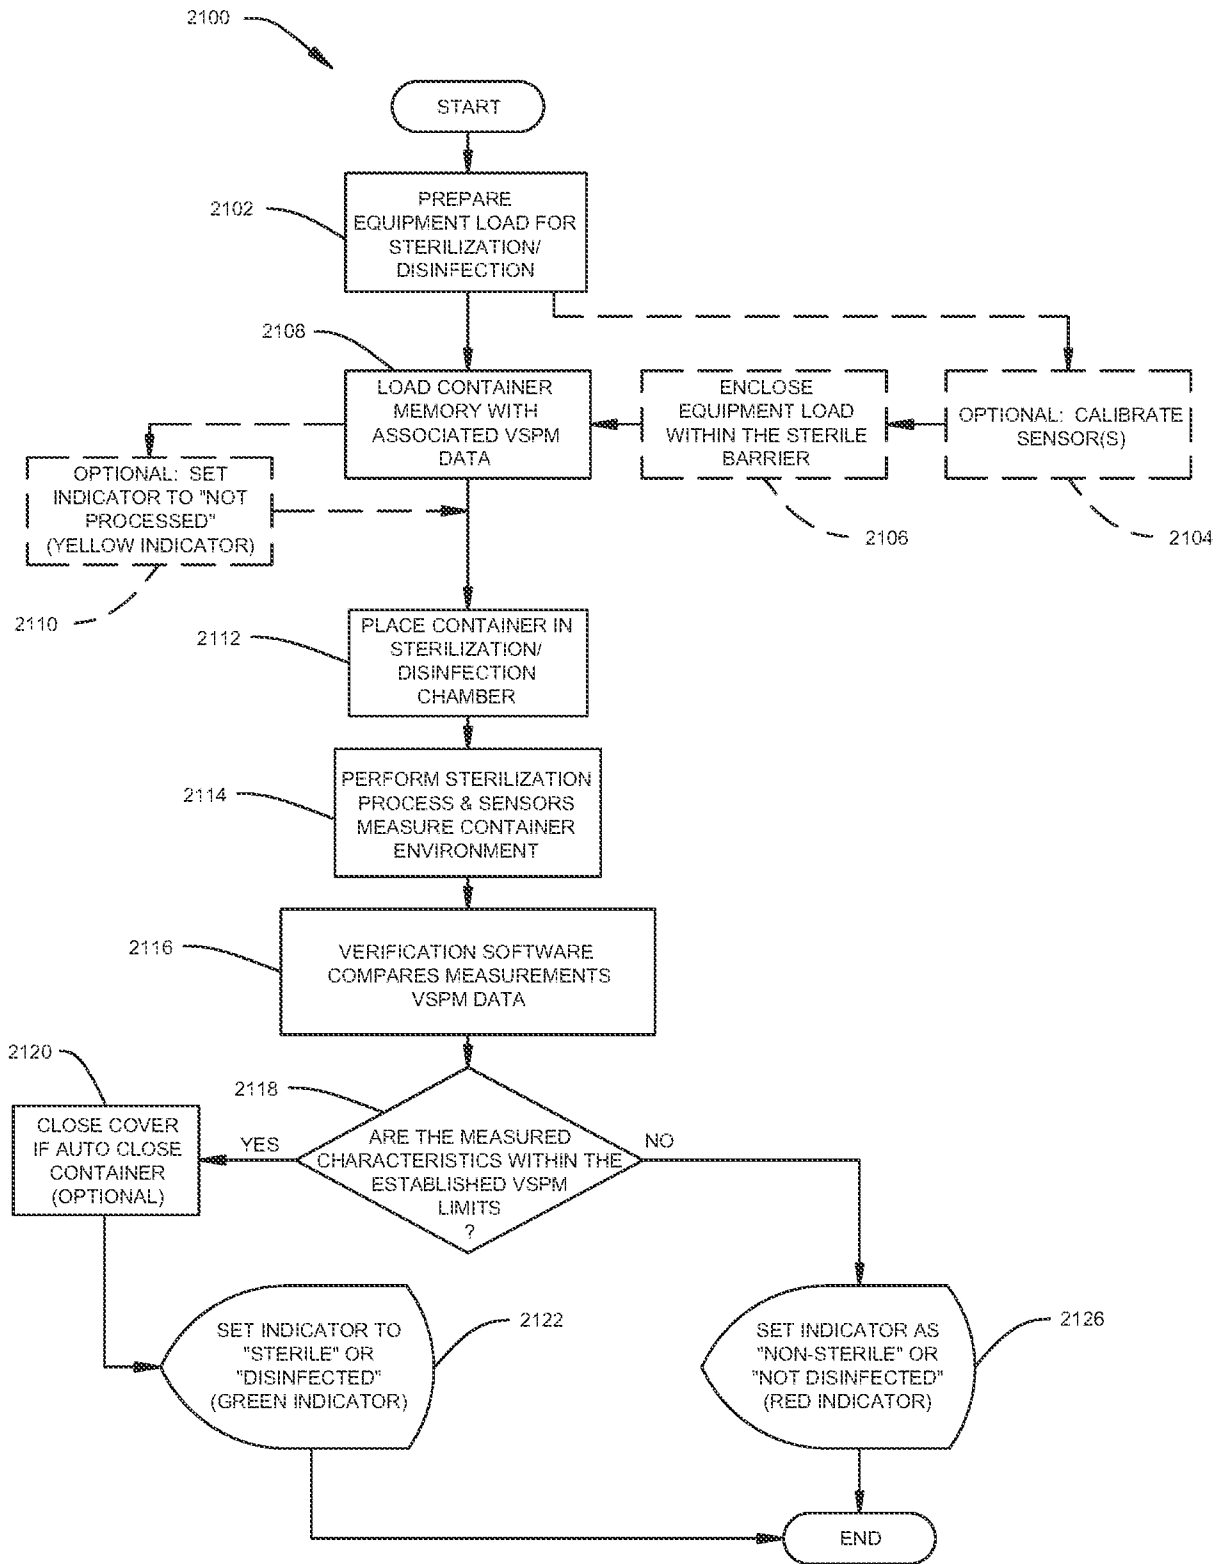 2100
START
2102
PREPARE
EQUIPMENT LOAD FOR
STERILIZATION/
DISINFECTION
2108
LOAD CONTAINER
MEMORY WITH
ASSOCIATED VSPM
DATA
ENCLOSE
EQUIPMENT LOAD
WITHIN THE STERILE
BARRIER
OPTIONAL: CALIBRATE
SENSOR(S)
OPTIONAL: SET
INDICATOR TO "NOT
PROCESSED"
(YELLOW INDICATOR)
2106
2104
2110
2112
PLACE CONTAINER IN
STERILIZATION/
DISINFECTION
CHAMBER
2114
PERFORM STERILIZATION
PROCESS & SENSORS
MEASURE CONTAINER
ENVIRONMENT
2116
VERIFICATION SOFTWARE
COMPARES MEASUREMENTS
VSPM DATA
2120
2118
CLOSE COVER
IF AUTO CLOSE
CONTAINER
(OPTIONAL)
YES
ARE THE MEASURED
CHARACTERISTICS WITHIN THE
ESTABLISHED VSPM
LIMITS
?
NO
SET INDICATOR TO
"STERILE" OR
"DISINFECTED"
(GREEN INDICATOR)
2122
SET INDICATOR AS
"NON-STERILE" OR
"NOT DISINFECTED"
(RED INDICATOR)
2126
END